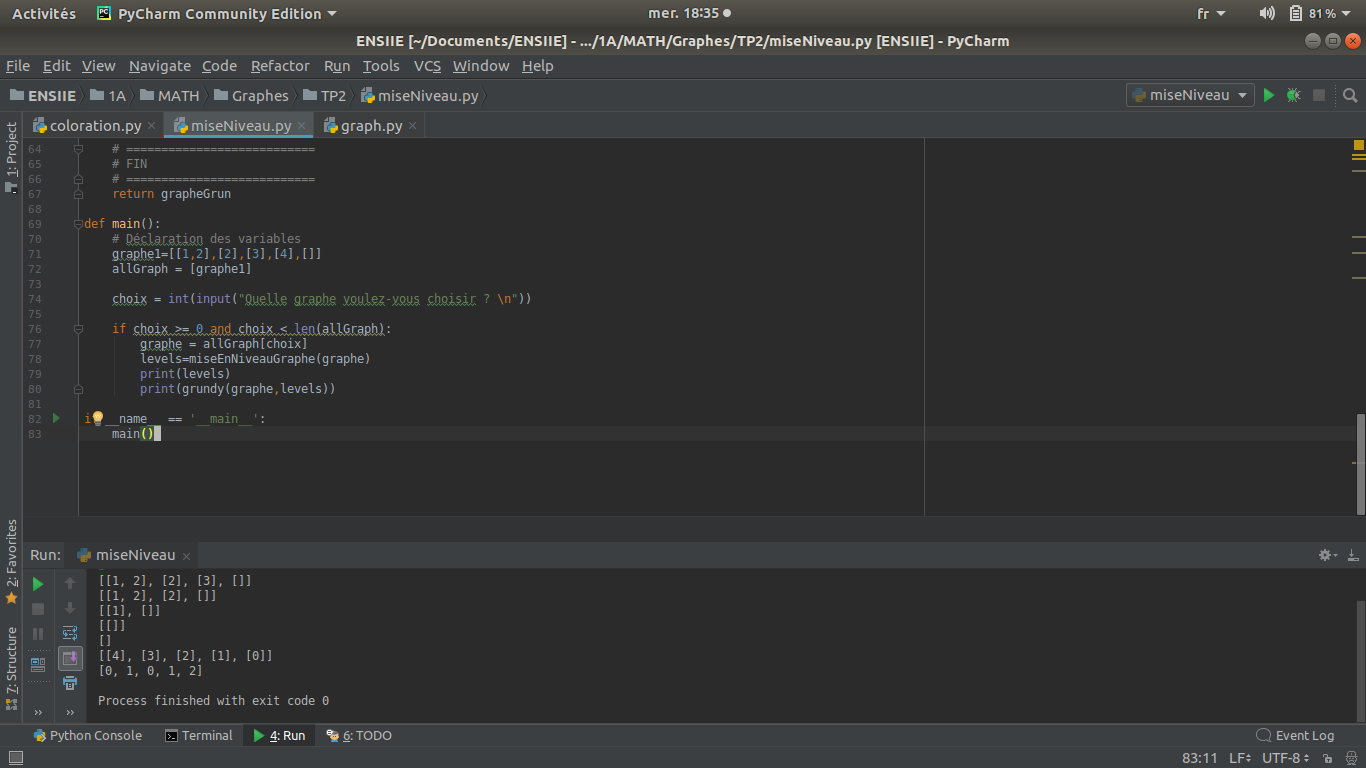 Activités PyCharm Community Edition mer. 18:35 fr 81 %
ENSIIE [~/Documents/ENSIIE] - .../1A/MATH/Graphes/TP2/miseNiveau.py [ENSIIE] - PyCharm
File Edit View Navigate Code Refactor Run Tools VCS Window Help
ENSIIE 1A MATH Graphes TP2 miseNiveau.py miseNiveau
1: Project
coloration.py miseNiveau.py graph.py
64 # ===========================
65 # FIN
66 # ===========================
67 return grapheGrun
68
69 def main():
70 # Déclaration des variables
71 graphe1=[[1,2],[2],[3],[4],[]]
72 allGraph = [graphe1]
73
74 choix = int(input("Quelle graphe voulez-vous choisir ? \n"))
75
76 if choix >= 0 and choix < len(allGraph):
77 graphe = allGraph[choix]
78 levels=miseEnNiveauGraphe(graphe)
79 print(levels)
80 print(grundy(graphe,levels))
81
82 i __name__ == '__main__':
83 main()
2: Favorites
7: Structure
Run: miseNiveau
[[1, 2], [2], [3], []]
[[1, 2], [2], []]
[[1], []]
[[]]
[]
[[4], [3], [2], [1], [0]]
[0, 1, 0, 1, 2]
Process finished with exit code 0
Python Console Terminal 4: Run 6: TODO Event Log
83:11 LF UTF-8